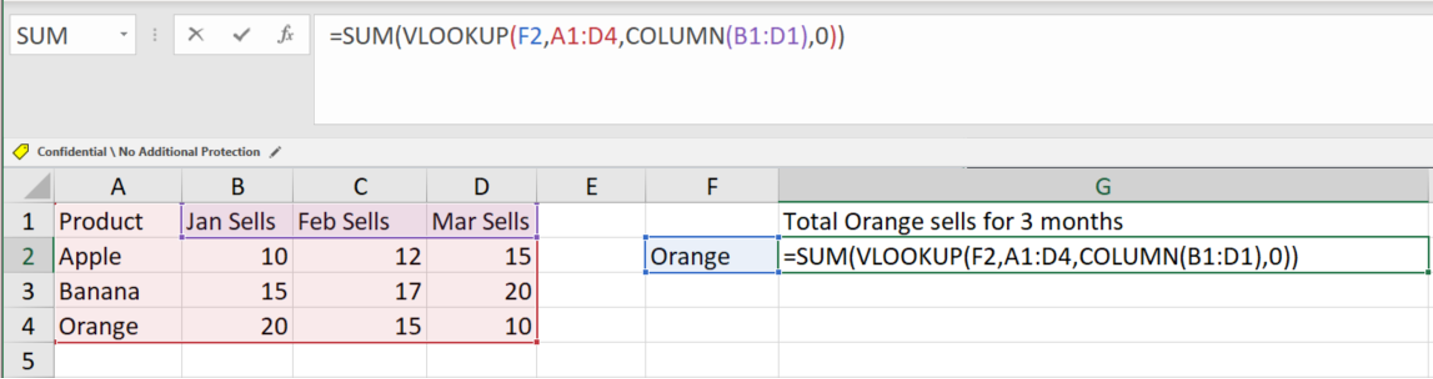 SUM fx =SUM(VLOOKUP(F2,A1:D4,COLUMN(B1:D1),0))
Confidential \ No Additional Protection
A B C D E F G
1 Product Jan Sells Feb Sells Mar Sells Total Orange sells for 3 months
2 Apple 10 12 15 Orange =SUM(VLOOKUP(F2,A1:D4,COLUMN(B1:D1),0))
3 Banana 15 17 20
4 Orange 20 15 10
5